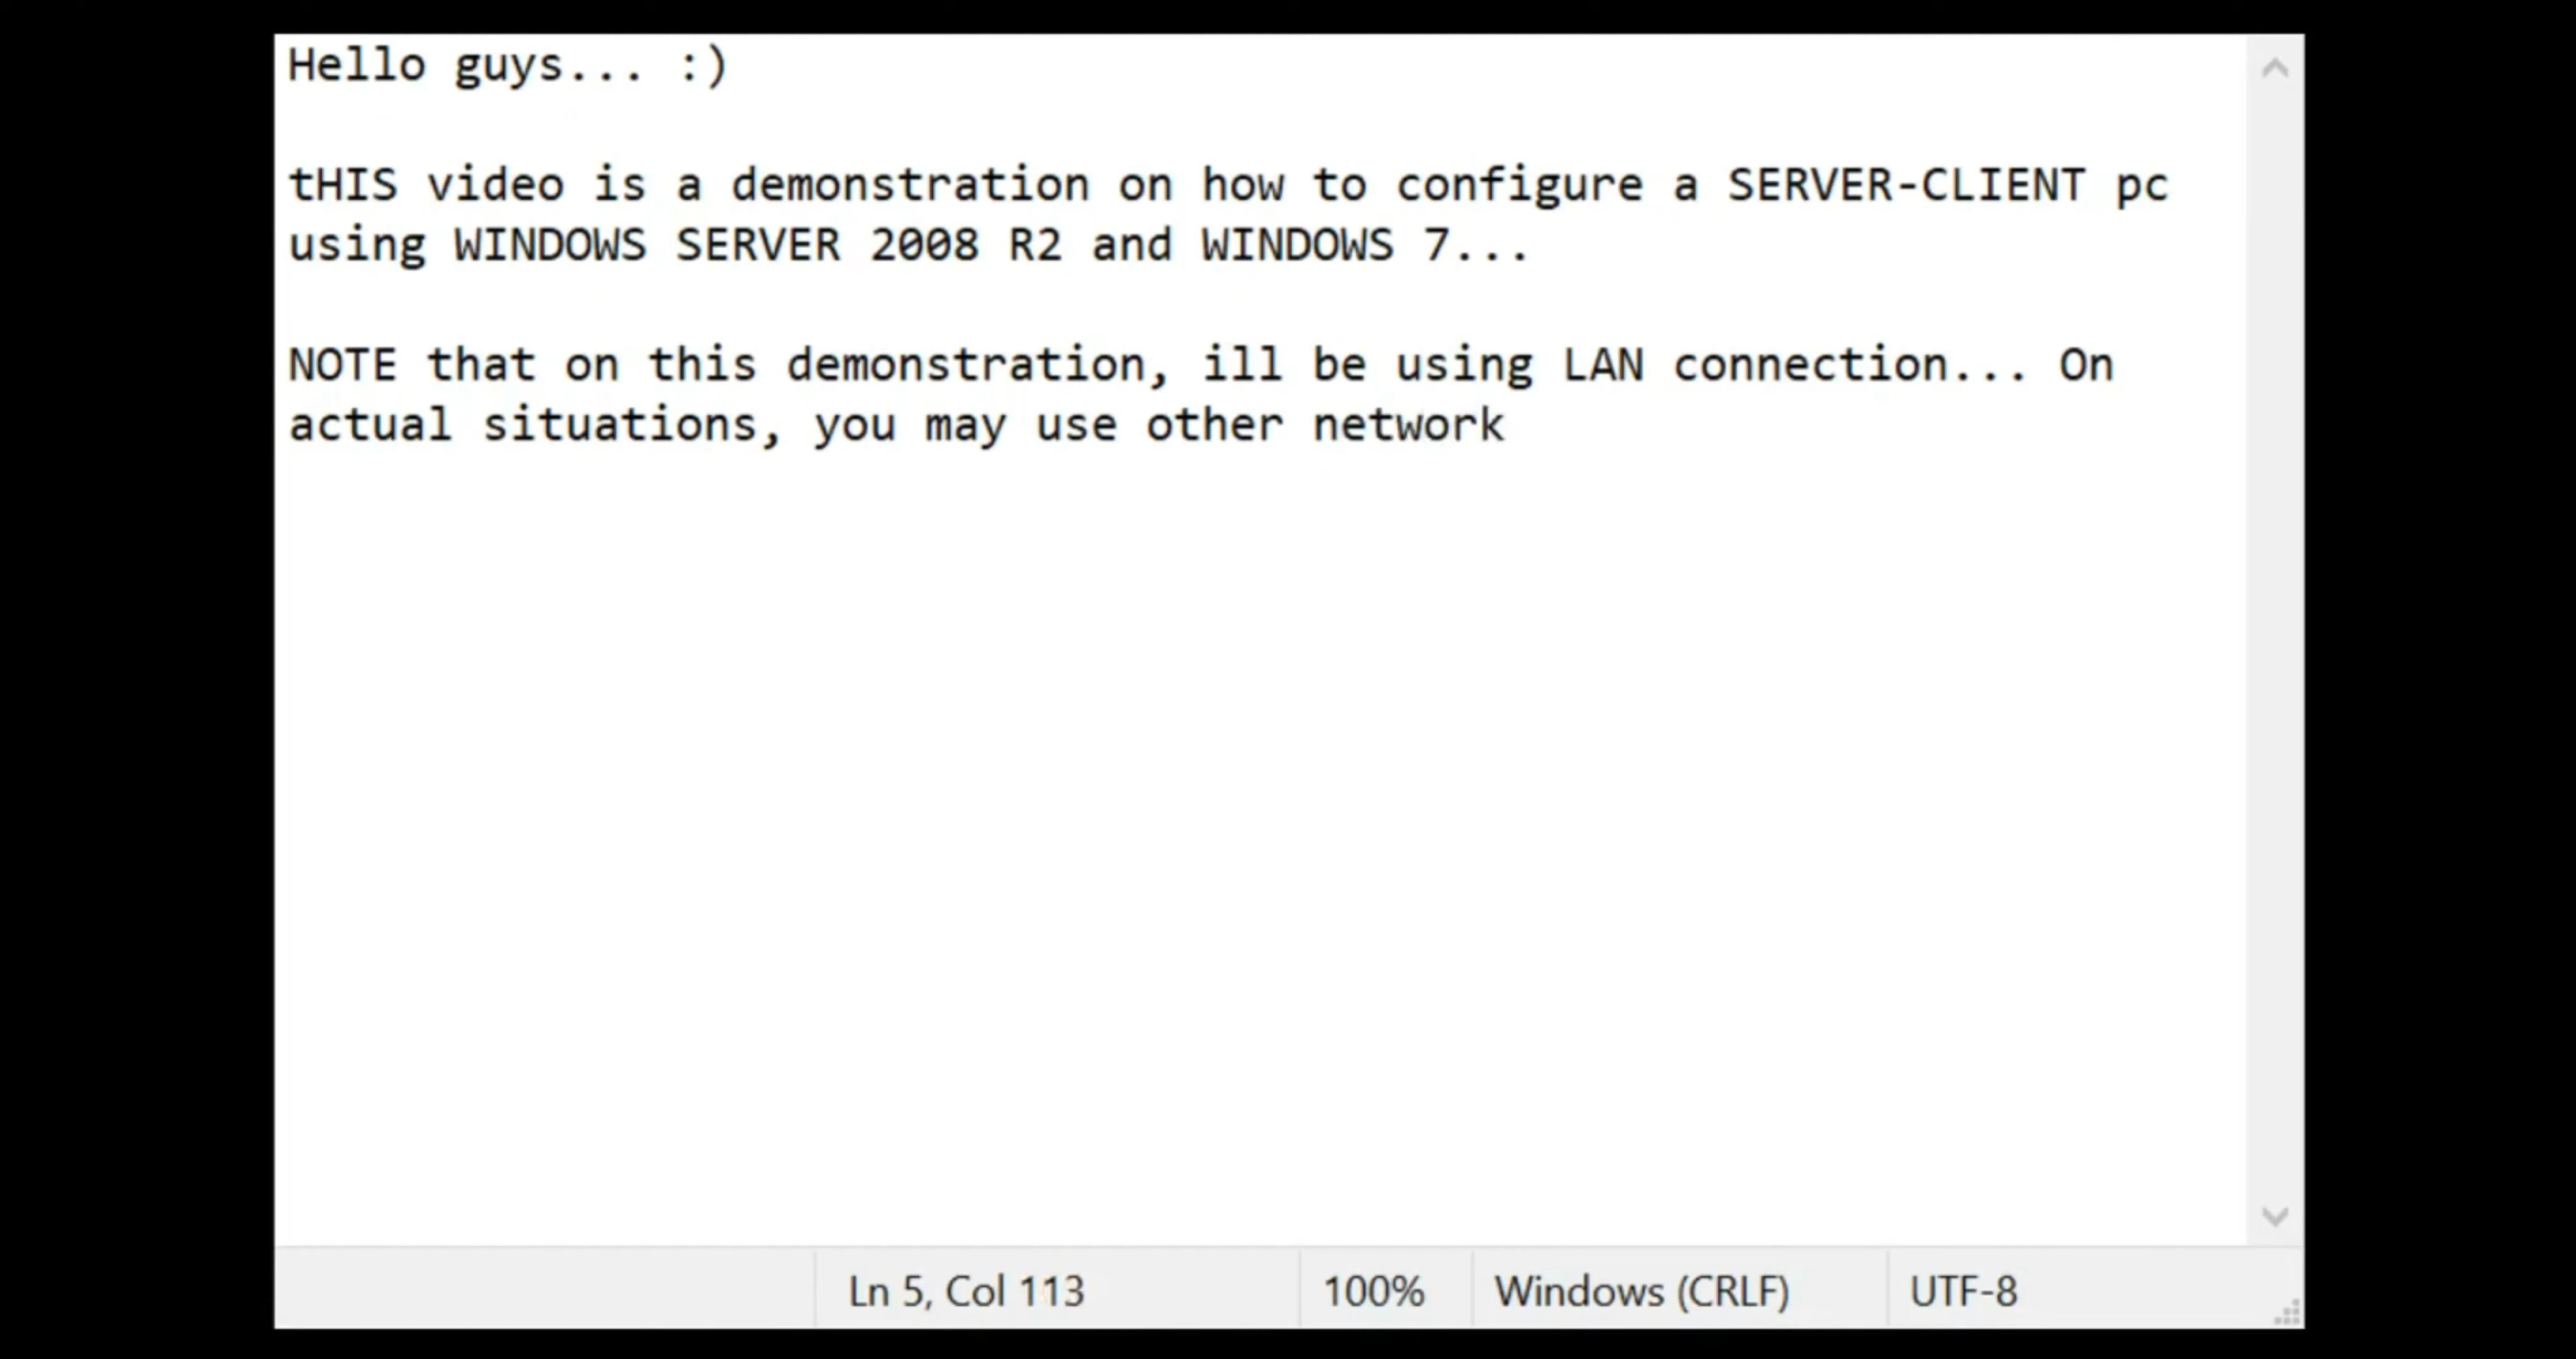 Hello guys... :)
tHIS video is a demonstration on how to configure a SERVER-CLIENT pc
using WINDOWS SERVER 2008 R2 and WINDOWS 7...
NOTE that on this demonstration, ill be using LAN connection... On
actual situations, you may use other network
Ln 5, Col 113
100%
Windows (CRLF)
UTF-8